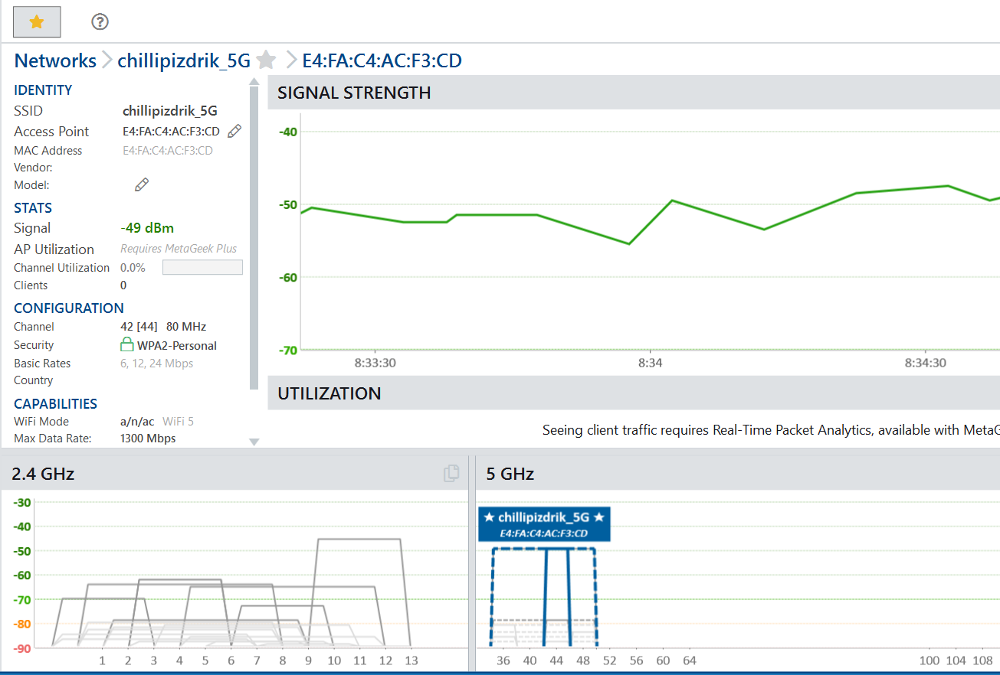 Networks chillipizdrik_5G E4:FA:C4:AC:F3:CD
IDENTITY
SSID chillipizdrik_5G
Access Point E4:FA:C4:AC:F3:CD
MAC Address E4:FA:C4:AC:F3:CD
Vendor:
Model:
STATS
Signal -49 dBm
AP Utilization Requires MetaGeek Plus
Channel Utilization 0.0%
Clients 0
CONFIGURATION
Channel 42 [44] 80 MHz
Security WPA2-Personal
Basic Rates 6, 12, 24 Mbps
Country
CAPABILITIES
WiFi Mode a/n/ac WiFi 5
Max Data Rate: 1300 Mbps
SIGNAL STRENGTH
-40
-50
-60
-70
8:33:30 8:34 8:34:30
UTILIZATION
Seeing client traffic requires Real-Time Packet Analytics, available with MetaG
2.4 GHz
-30
-40
-50
-60
-70
-80
-90
1 2 3 4 5 6 7 8 9 10 11 12 13
5 GHz
★ chillipizdrik_5G ★
E4:FA:C4:AC:F3:CD
36 40 44 48 52 56 60 64 100 104 108